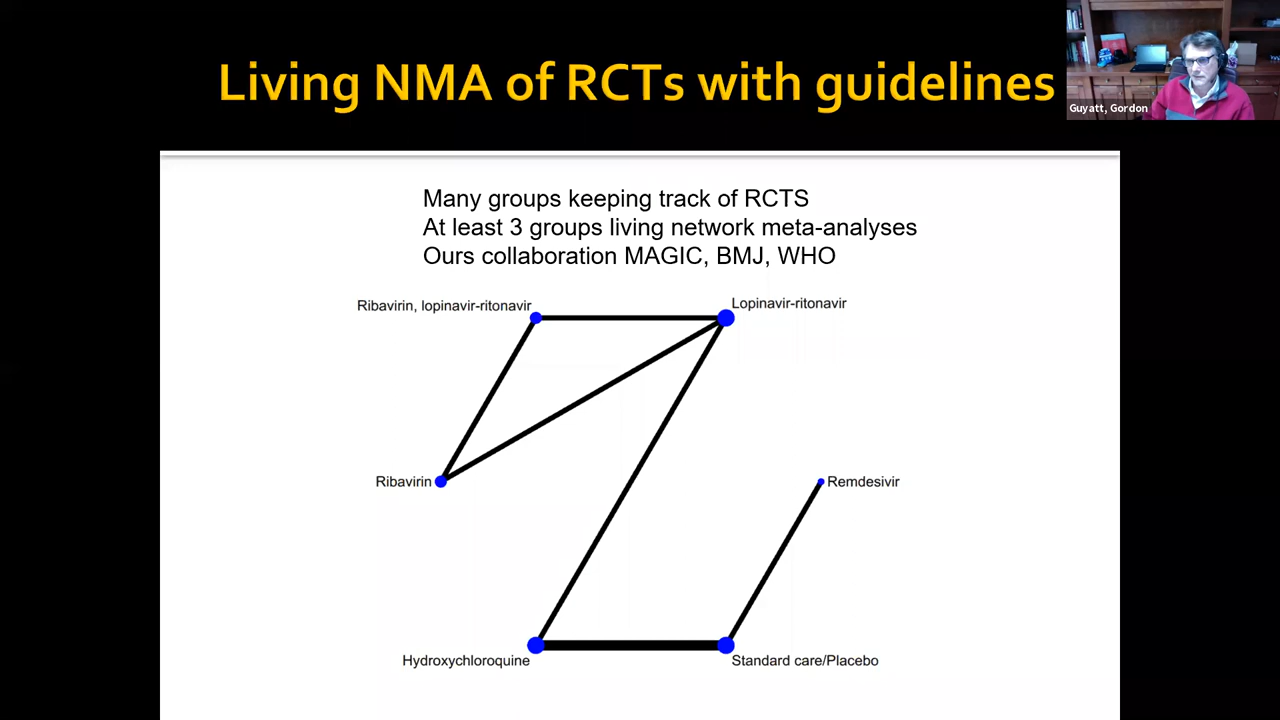 Living NMA of RCTs with guidelines
Guyatt, Gordon
Many groups keeping track of RCTS
At least 3 groups living network meta-analyses
Ours collaboration MAGIC, BMJ, WHO
Ribavirin, lopinavir-ritonavir
Lopinavir-ritonavir
Ribavirin
Remdesivir
Hydroxychloroquine
Standard care/Placebo